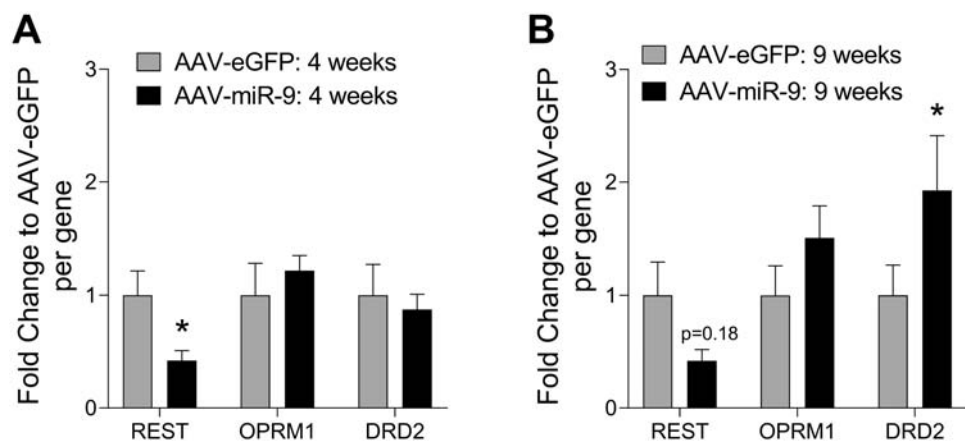 A
Fold Change to AAV-eGFP
per gene
AAV-eGFP: 4 weeks
AAV-miR-9: 4 weeks
3
2
1
0
*
REST OPRM1 DRD2
B
Fold Change to AAV-eGFP
per gene
AAV-eGFP: 9 weeks
AAV-miR-9: 9 weeks
3
2
1
0
*
p=0.18
REST OPRM1 DRD2